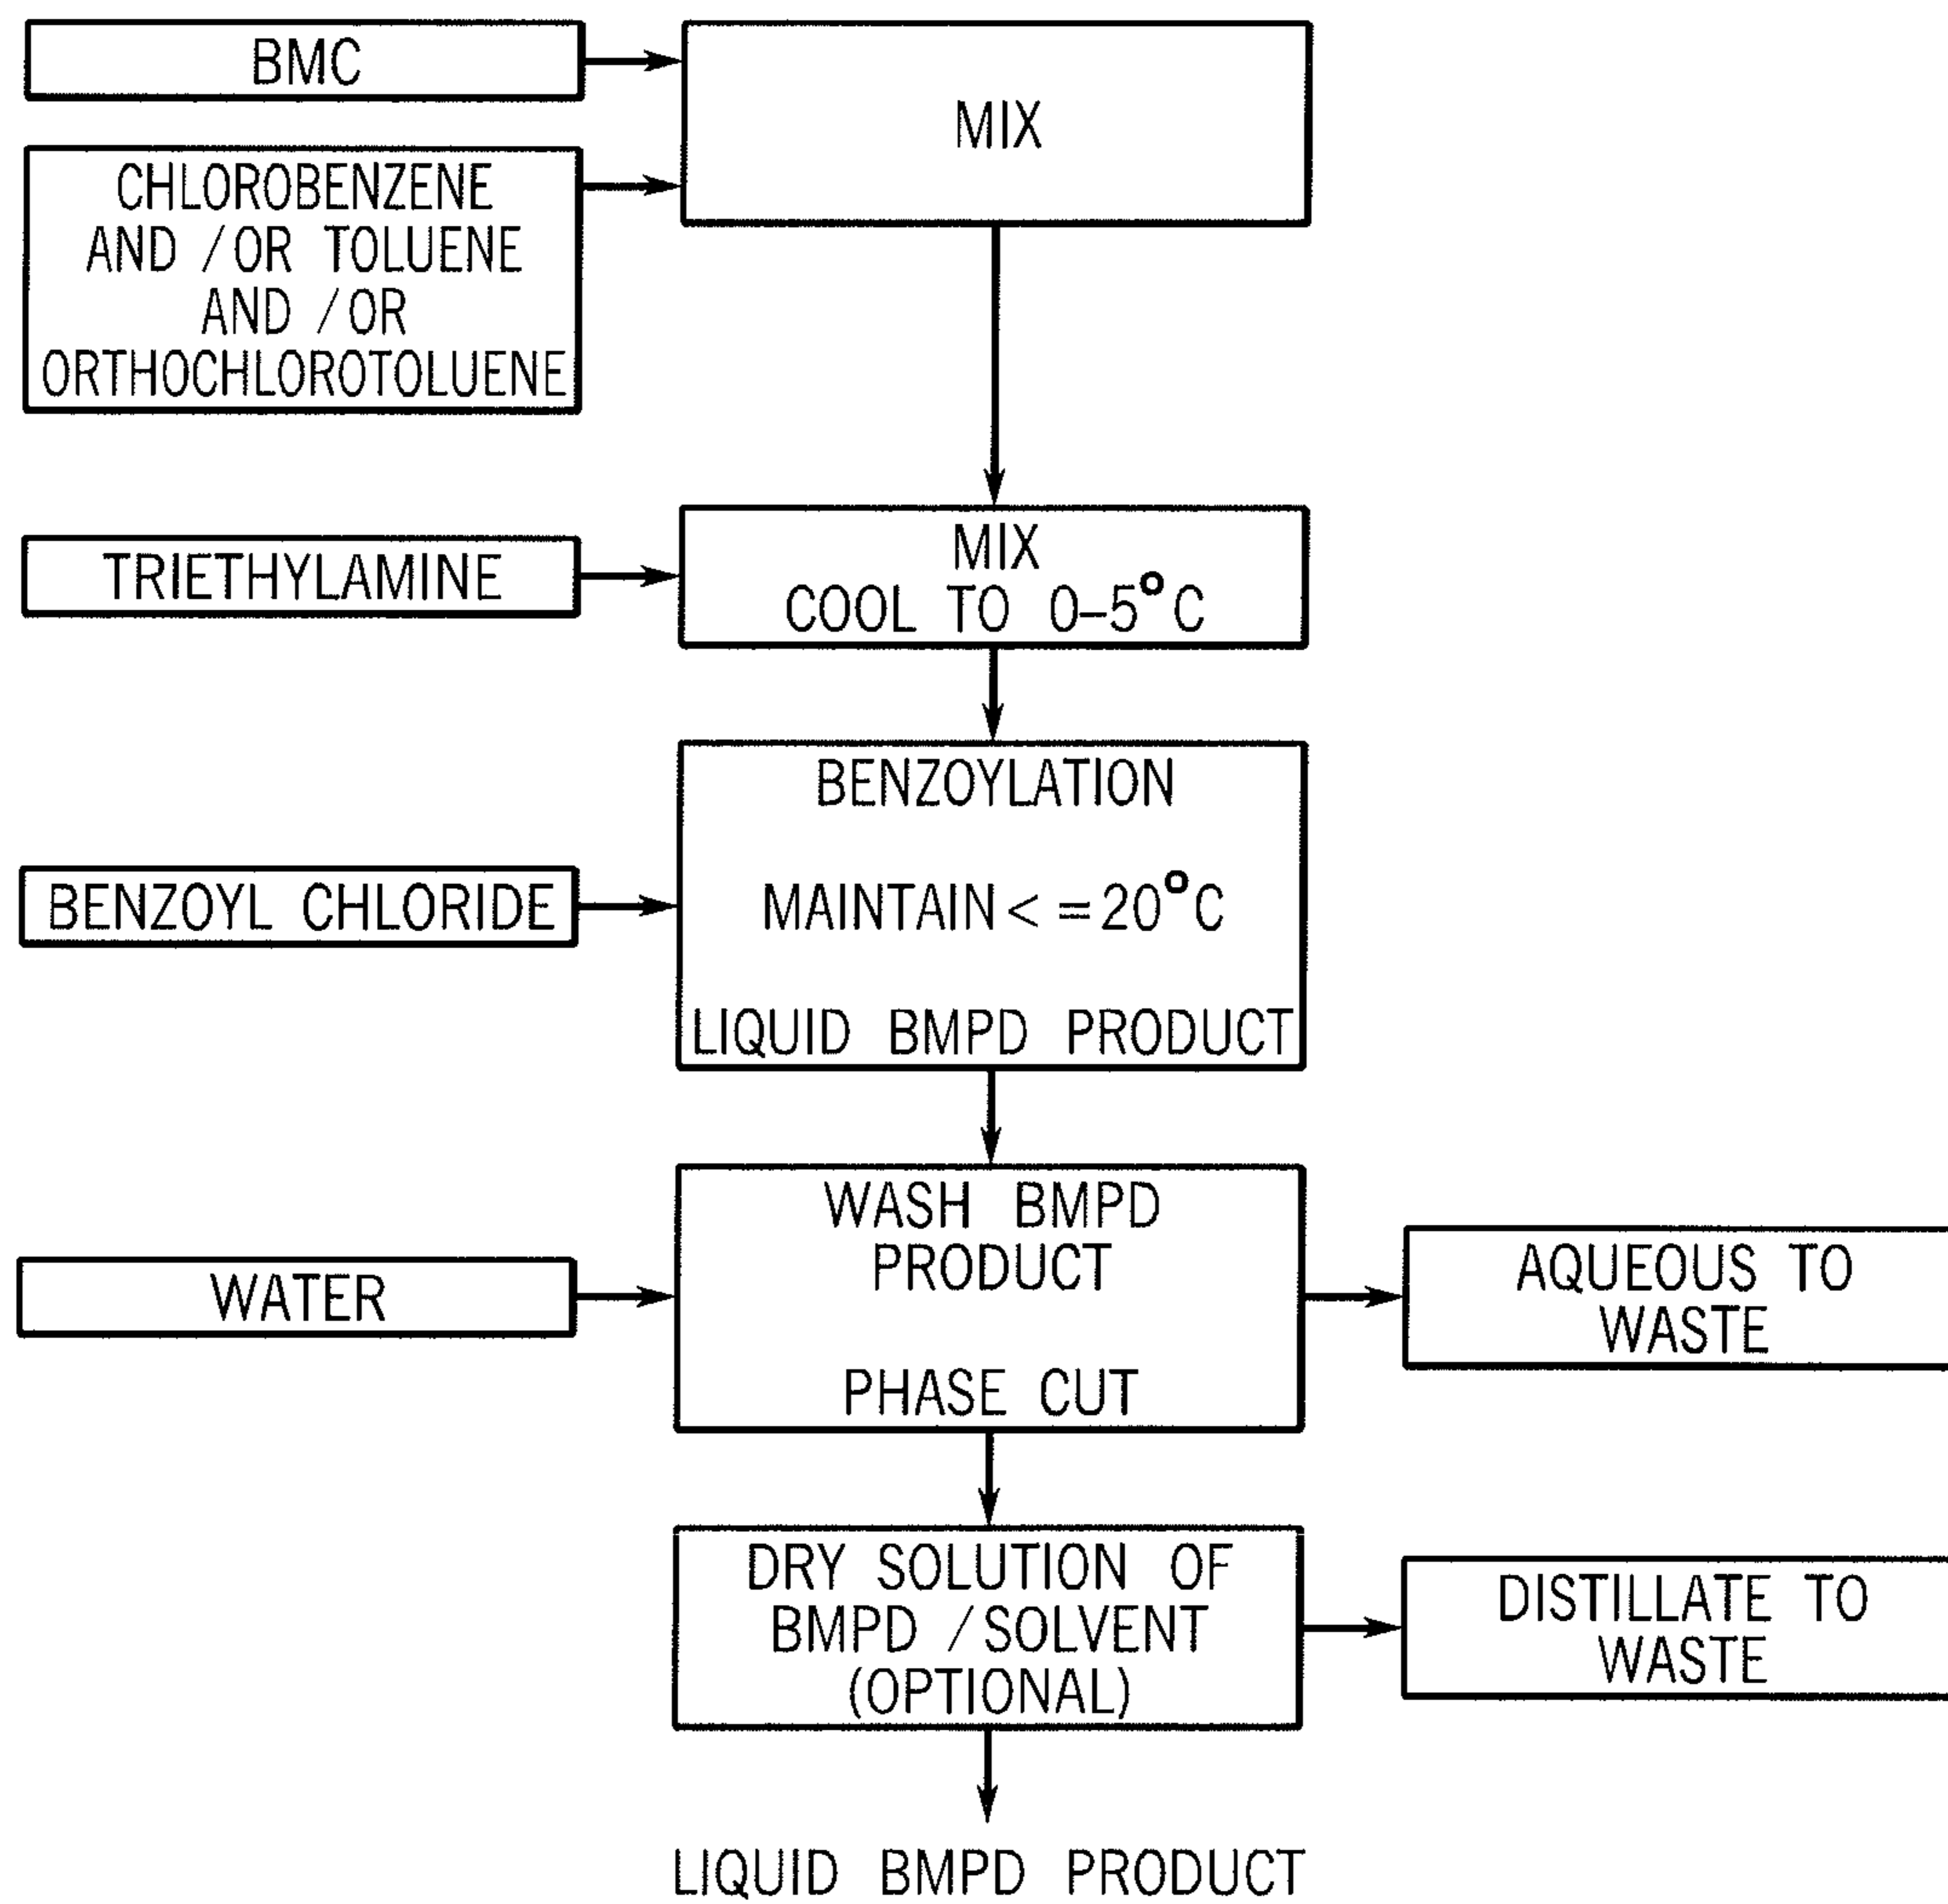 BMC
MIX
CHLOROBENZENE
AND /OR TOLUENE
AND /OR
ORTHOCHLOROTOLUENE
TRIETHYLAMINE
MIX
COOL TO 0–5°C
BENZOYL CHLORIDE
BENZOYLATION
MAINTAIN < =20°C
LIQUID BMPD PRODUCT
WATER
WASH BMPD
PRODUCT
PHASE CUT
AQUEOUS TO
WASTE
DRY SOLUTION OF
BMPD /SOLVENT
(OPTIONAL)
DISTILLATE TO
WASTE
LIQUID BMPD PRODUCT